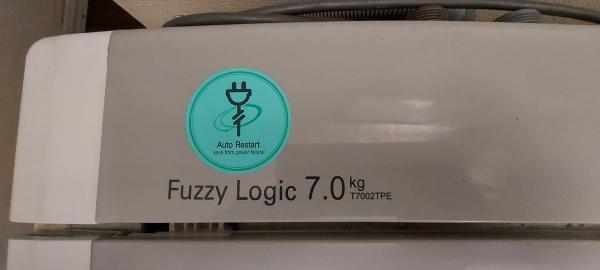 Auto Restart
save from power failure
Fuzzy Logic 7.0 kg
T7002TPE